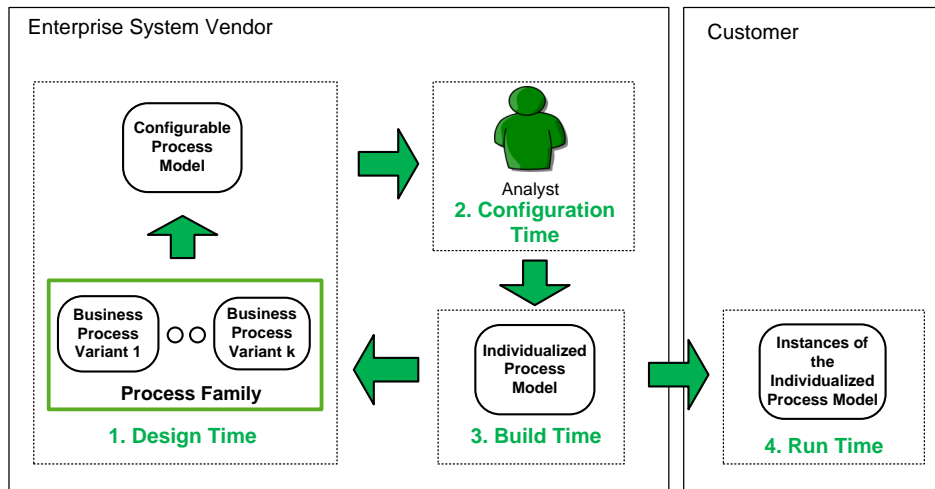 Enterprise System Vendor
Customer
Configurable
Process
Model
Analyst
2. Configuration
Time
Business
Process
Variant 1
Business
Process
Variant k
Process Family
1. Design Time
Individualized
Process
Model
3. Build Time
Instances of
the
Individualized
Process Model
4. Run Time